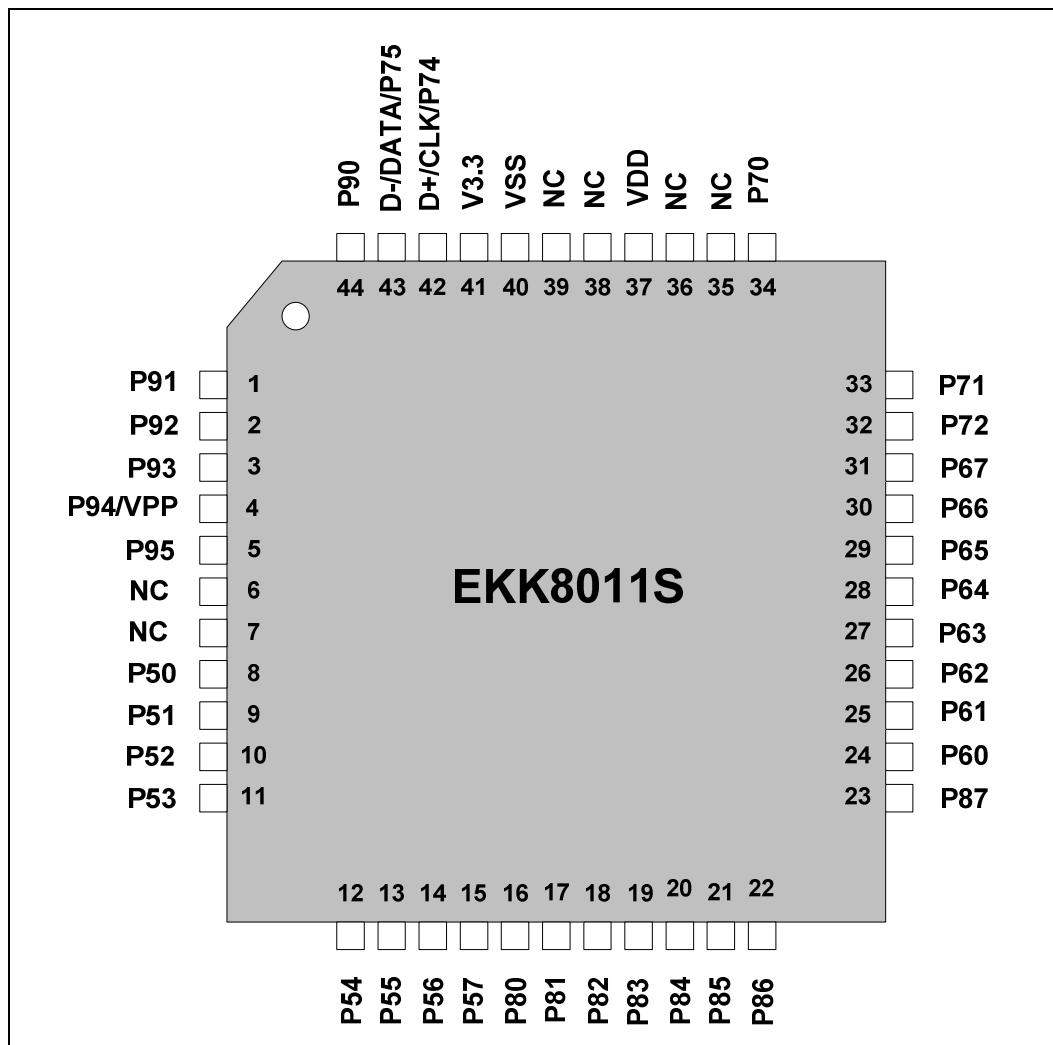 P90 D-/DATA/P75 D+/CLK/P74 V3.3 VSS NC NC VDD NC NC P70
44 43 42 41 40 39 38 37 36 35 34
P91 1 33 P71
P92 2 32 P72
P93 3 31 P67
P94/VPP 4 30 P66
P95 5 29 P65
EKK8011S
NC 6 28 P64
NC 7 27 P63
P50 8 26 P62
P51 9 25 P61
P52 10 24 P60
P53 11 23 P87
12 13 14 15 16 17 18 19 20 21 22
P54 P55 P56 P57 P80 P81 P82 P83 P84 P85 P86